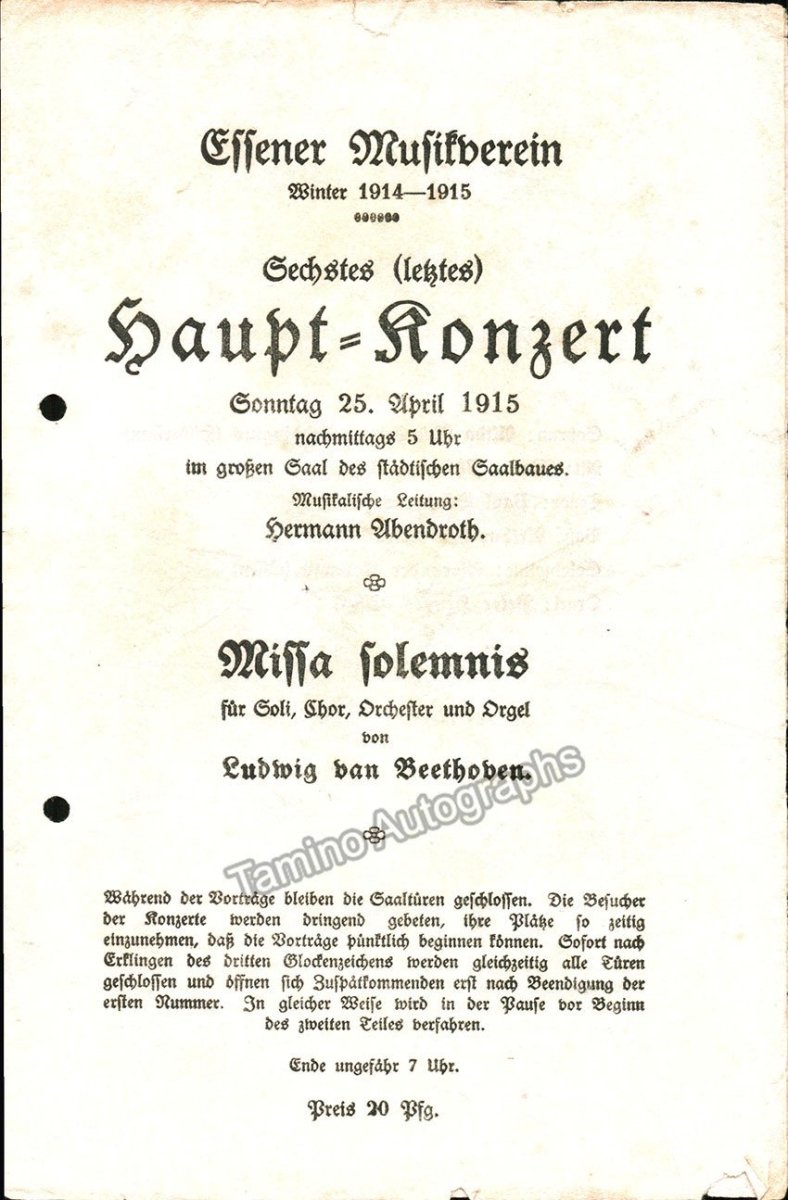 Essener Musikverein
Winter 1914—1915
Sechstes (letztes)
Haupt-Konzert
Sonntag 25. April 1915
nachmittags 5 Uhr
im großen Saal des städtischen Saalbaues.
Musikalische Leitung:
Hermann Abendroth.
Missa solemnis
für Soli, Chor, Orchester und Orgel
von
Ludwig van Beethoven.
Tamino Autographs
Während der Vorträge bleiben die Saaltüren geschlossen. Die Besucher
der Konzerte werden dringend gebeten, ihre Plätze so zeitig
einzunehmen, daß die Vorträge pünktlich beginnen können. Sofort nach
Erklingen des dritten Glockenzeichens werden gleichzeitig alle Türen
geschlossen und öffnen sich Zuspätkommenden erst nach Beendigung der
ersten Nummer. In gleicher Weise wird in der Pause vor Beginn
des zweiten Teiles verfahren.
Ende ungefähr 7 Uhr.
Preis 20 Pfg.